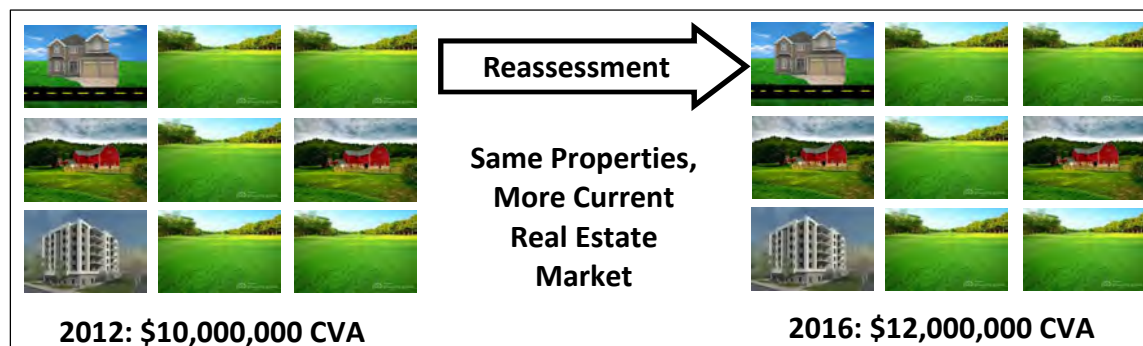 Reassessment
Same Properties,
More Current
Real Estate
Market
2012: $10,000,000 CVA
2016: $12,000,000 CVA